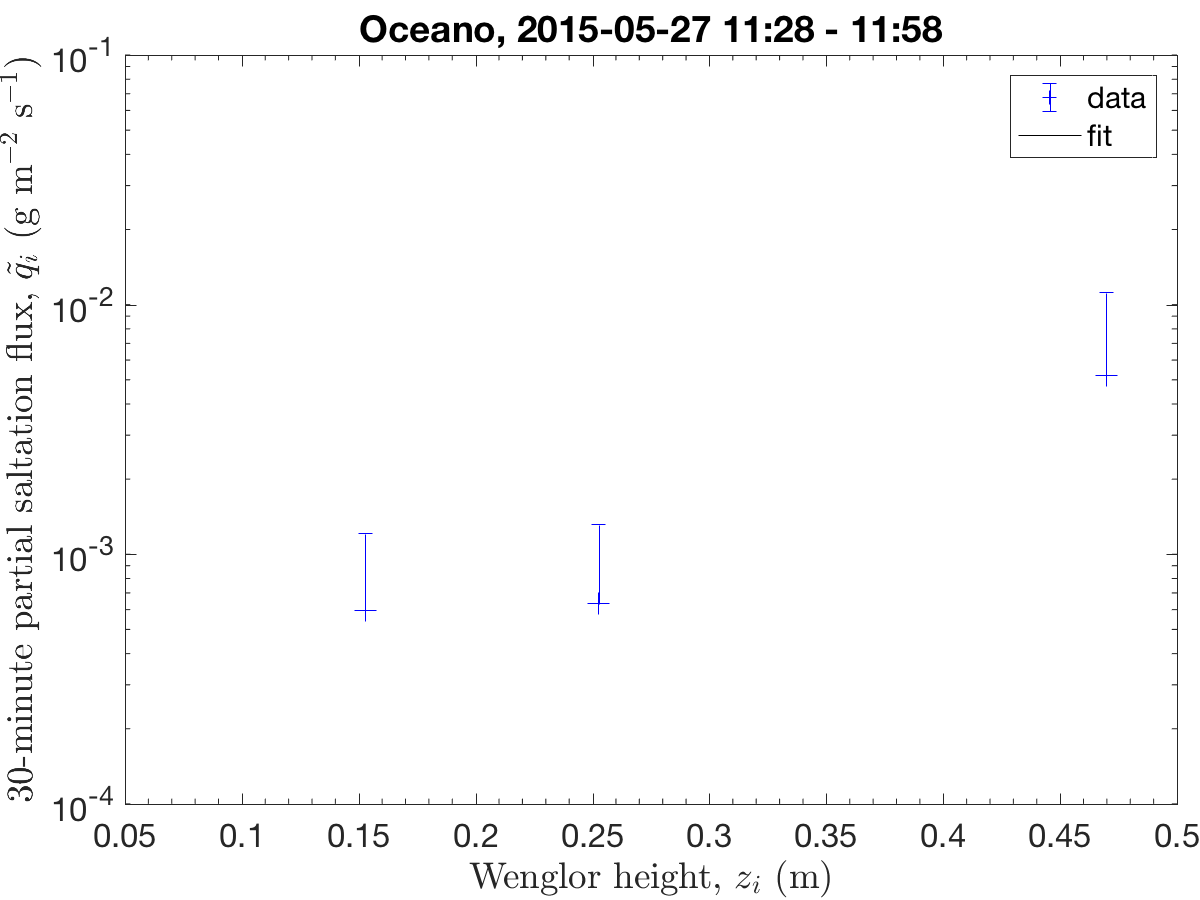 Oceano, 2015-05-27 11:28 - 11:58
30-minute partial saltation flux, q̃ᵢ (g m⁻² s⁻¹)
10⁻¹
10⁻²
10⁻³
10⁻⁴
data
fit
0.05 0.1 0.15 0.2 0.25 0.3 0.35 0.4 0.45 0.5
Wenglor height, zᵢ (m)